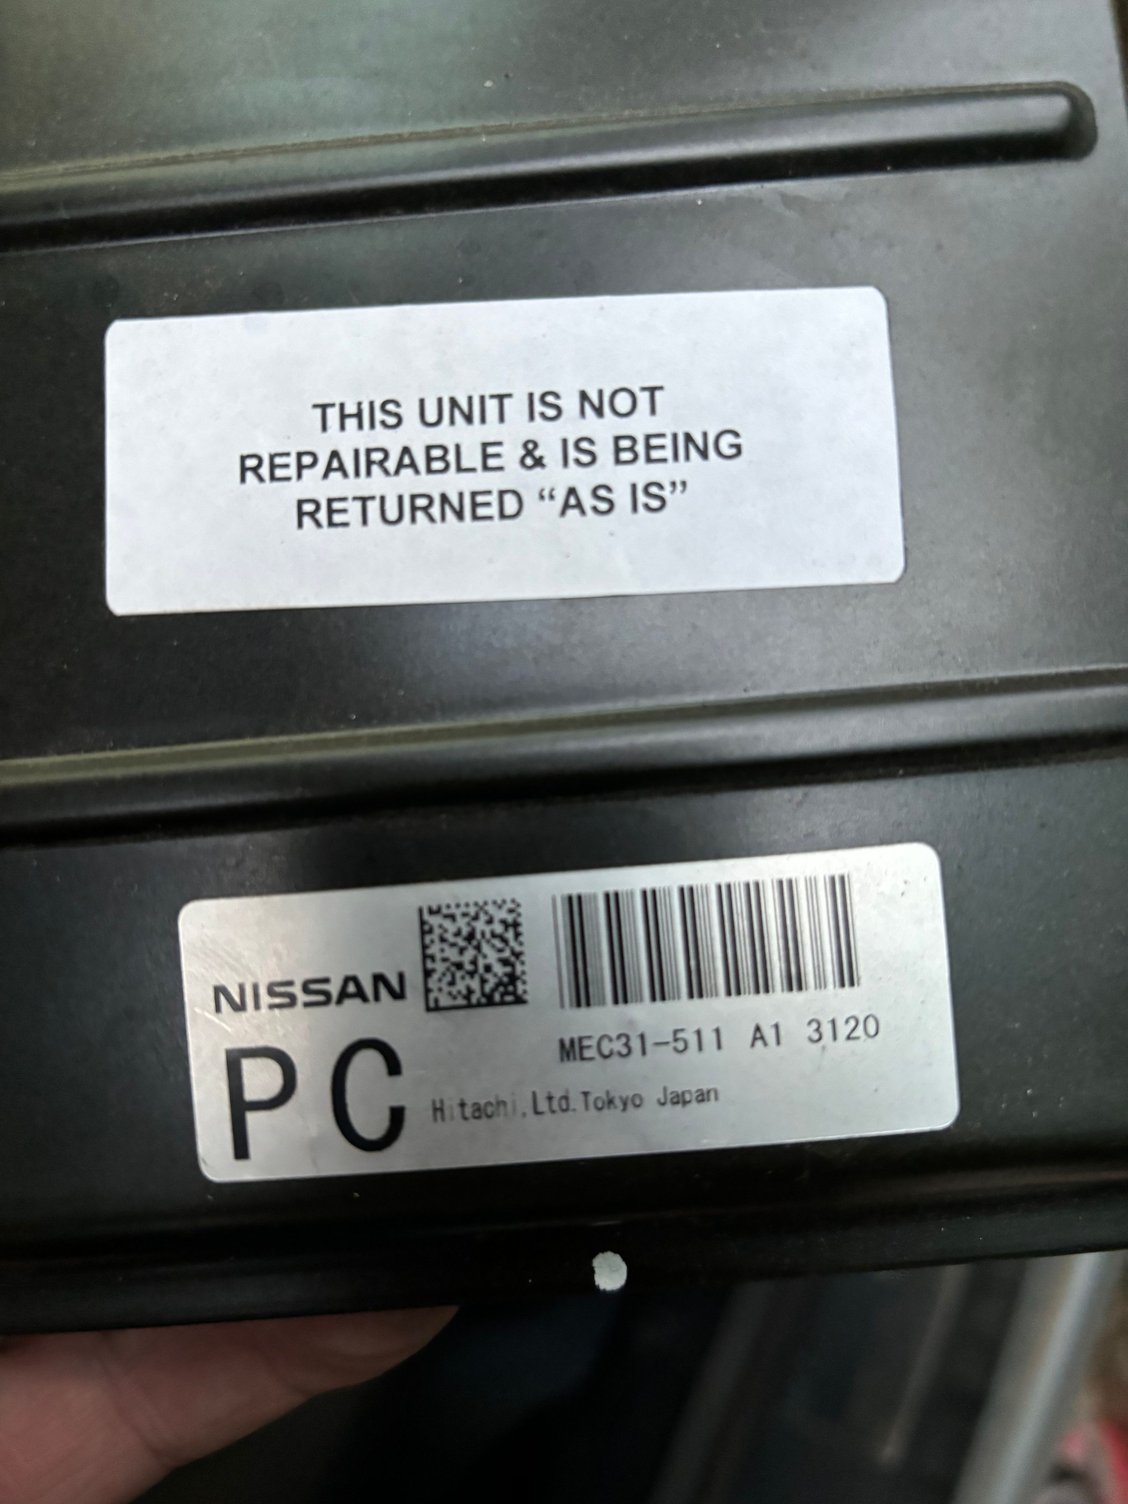 THIS UNIT IS NOT
REPAIRABLE & IS BEING
RETURNED “AS IS”
NISSAN
PC
MEC31-511 A1 3120
Hitachi,Ltd.Tokyo Japan